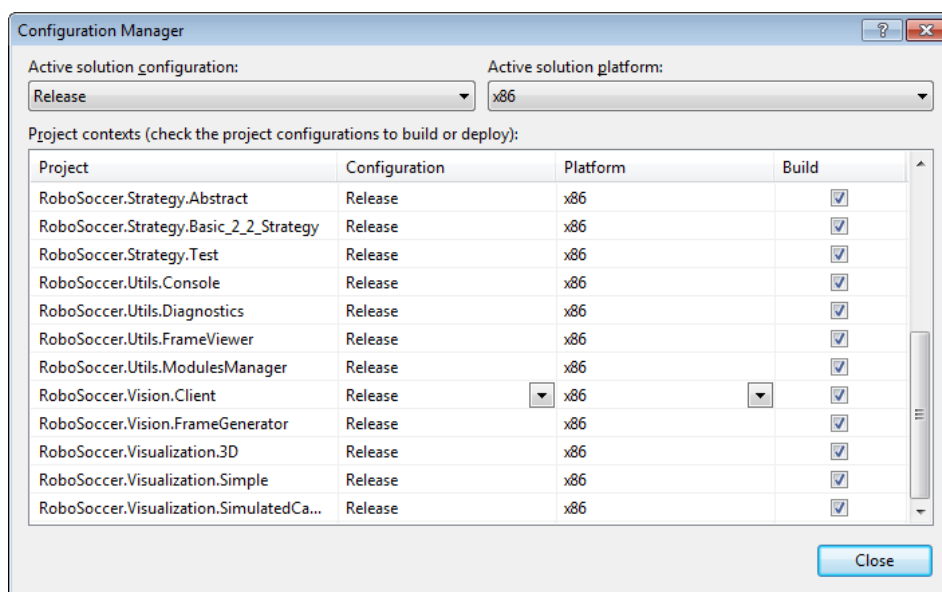 Configuration Manager
Active solution configuration: Active solution platform:
Release x86
Project contexts (check the project configurations to build or deploy):
Project Configuration Platform Build
RoboSoccer.Strategy.Abstract Release x86
RoboSoccer.Strategy.Basic_2_2_Strategy Release x86
RoboSoccer.Strategy.Test Release x86
RoboSoccer.Utils.Console Release x86
RoboSoccer.Utils.Diagnostics Release x86
RoboSoccer.Utils.FrameViewer Release x86
RoboSoccer.Utils.ModulesManager Release x86
RoboSoccer.Vision.Client Release x86
RoboSoccer.Vision.FrameGenerator Release x86
RoboSoccer.Visualization.3D Release x86
RoboSoccer.Visualization.Simple Release x86
RoboSoccer.Visualization.SimulatedCa... Release x86
Close